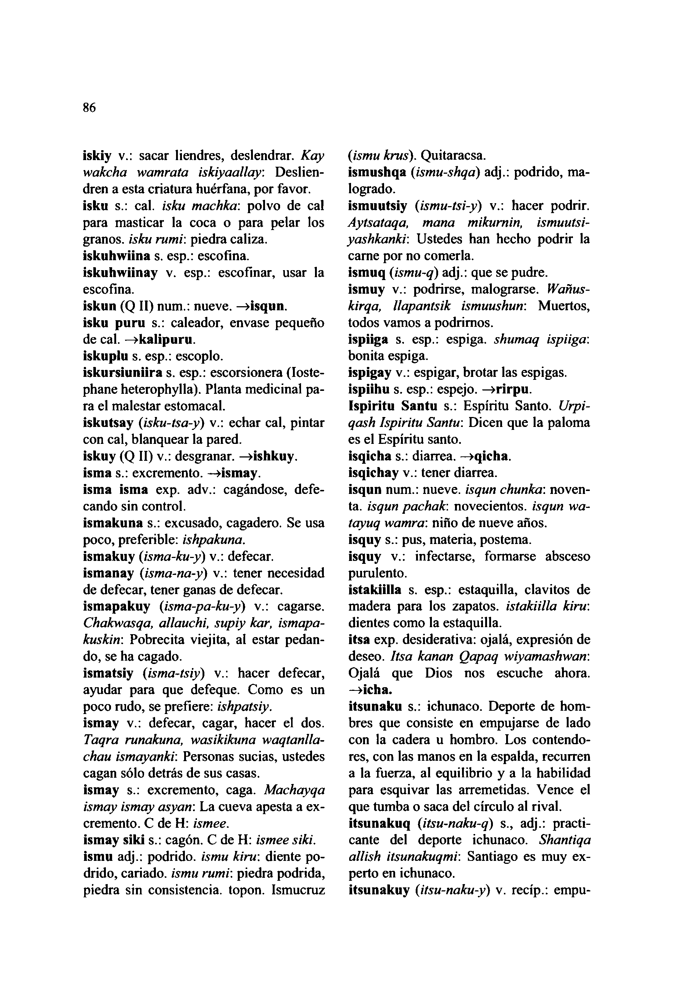 86
iskiy v.: sacar liendres, deslendrar. Kay
wakcha wamrata iskiyaallay: Deslien-
dren a esta criatura huérfana, por favor.
isku s.: cal. isku machka: polvo de cal
para masticar la coca o para pelar los
granos. isku rumi: piedra caliza.
iskuhwiina s. esp.: escofina.
iskuhwiinay v. esp.: escofinar, usar la
escofina.
iskun (Q II) num.: nueve. →isqun.
isku puru s.: caleador, envase pequeño
de cal. →kalipuru.
iskuplu s. esp.: escoplo.
iskursiuniira s. esp.: escorsionera (Ioste-
phane heterophylla). Planta medicinal pa-
ra el malestar estomacal.
iskutsay (isku-tsa-y) v.: echar cal, pintar
con cal, blanquear la pared.
iskuy (Q II) v.: desgranar. →ishkuy.
isma s.: excremento. →ismay.
isma isma exp. adv.: cagándose, defe-
cando sin control.
ismakuna s.: excusado, cagadero. Se usa
poco, preferible: ishpakuna.
ismakuy (isma-ku-y) v.: defecar.
ismanay (isma-na-y) v.: tener necesidad
de defecar, tener ganas de defecar.
ismapakuy (isma-pa-ku-y) v.: cagarse.
Chakwasqa, allauchi, supiy kar, ismapa-
kuskin: Pobrecita viejita, al estar pedan-
do, se ha cagado.
ismatsiy (isma-tsiy) v.: hacer defecar,
ayudar para que defeque. Como es un
poco rudo, se prefiere: ishpatsiy.
ismay v.: defecar, cagar, hacer el dos.
Taqra runakuna, wasikikuna waqtanlla-
chau ismayanki: Personas sucias, ustedes
cagan sólo detrás de sus casas.
ismay s.: excremento, caga. Machayqa
ismay ismay asyan: La cueva apesta a ex-
cremento. C de H: ismee.
ismay siki s.: cagón. C de H: ismee siki.
ismu adj.: podrido. ismu kiru: diente po-
drido, cariado. ismu rumi: piedra podrida,
piedra sin consistencia. topon. Ismucruz
(ismu krus). Quitaracsa.
ismushqa (ismu-shqa) adj.: podrido, ma-
logrado.
ismuutsiy (ismu-tsi-y) v.: hacer podrir.
Aytsataqa, mana mikurnin, ismuutsi-
yashkanki: Ustedes han hecho podrir la
carne por no comerla.
ismuq (ismu-q) adj.: que se pudre.
ismuy v.: podrirse, malograrse. Wañus-
kirqa, llapantsik ismuushun: Muertos,
todos vamos a podrirnos.
ispiiga s. esp.: espiga. shumaq ispiiga:
bonita espiga.
ispigay v.: espigar, brotar las espigas.
ispiihu s. esp.: espejo. →rirpu.
Ispiritu Santu s.: Espíritu Santo. Urpi-
qash Ispiritu Santu: Dicen que la paloma
es el Espíritu santo.
isqicha s.: diarrea. →qicha.
isqichay v.: tener diarrea.
isqun num.: nueve. isqun chunka: noven-
ta. isqun pachak: novecientos. isqun wa-
tayuq wamra: niño de nueve años.
isquy s.: pus, materia, postema.
isquy v.: infectarse, formarse absceso
purulento.
istakiilla s. esp.: estaquilla, clavitos de
madera para los zapatos. istakiilla kiru:
dientes como la estaquilla.
itsa exp. desiderativa: ojalá, expresión de
deseo. Itsa kanan Qapaq wiyamashwan:
Ojalá que Dios nos escuche ahora.
→icha.
itsunaku s.: ichunaco. Deporte de hom-
bres que consiste en empujarse de lado
con la cadera u hombro. Los contendo-
res, con las manos en la espalda, recurren
a la fuerza, al equilibrio y a la habilidad
para esquivar las arremetidas. Vence el
que tumba o saca del círculo al rival.
itsunakuq (itsu-naku-q) s., adj.: practi-
cante del deporte ichunaco. Shantiqa
allish itsunakuqmi: Santiago es muy ex-
perto en ichunaco.
itsunakuy (itsu-naku-y) v. recíp.: empu-